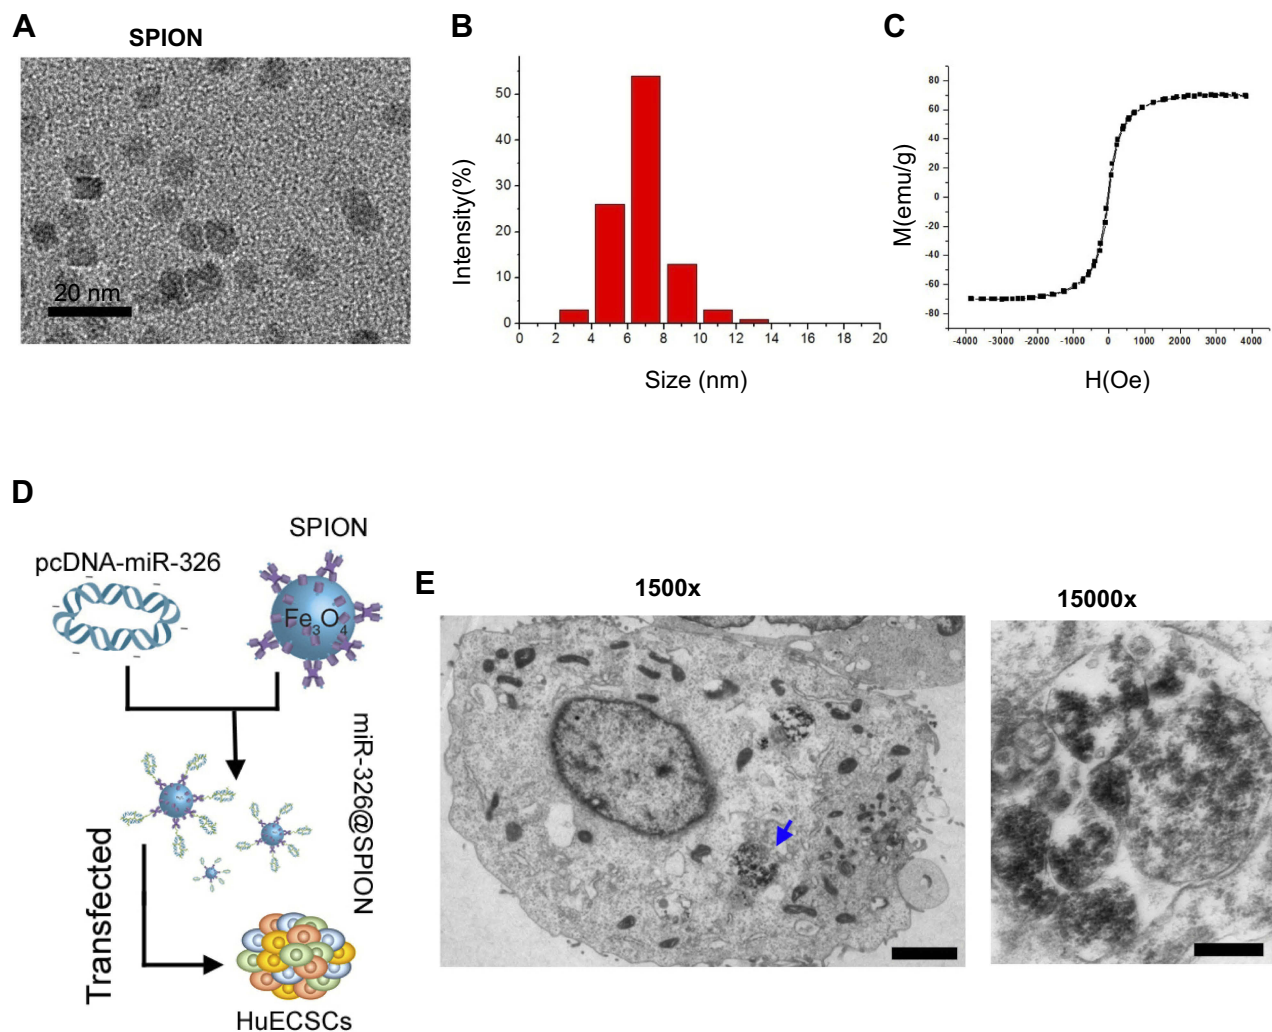 A
SPION
20 nm
B
Intensity(%)
50
40
30
20
10
0
0 2 4 6 8 10 12 14 16 18 20
Size (nm)
C
M(emu/g)
80
60
40
20
0
-20
-40
-60
-80
-4000 -3000 -2000 -1000 0 1000 2000 3000 4000
H(Oe)
D
SPION
pcDNA-miR-326
Fe3O4
miR-326@SPION
Transfected
HuECSCs
E
1500x
15000x